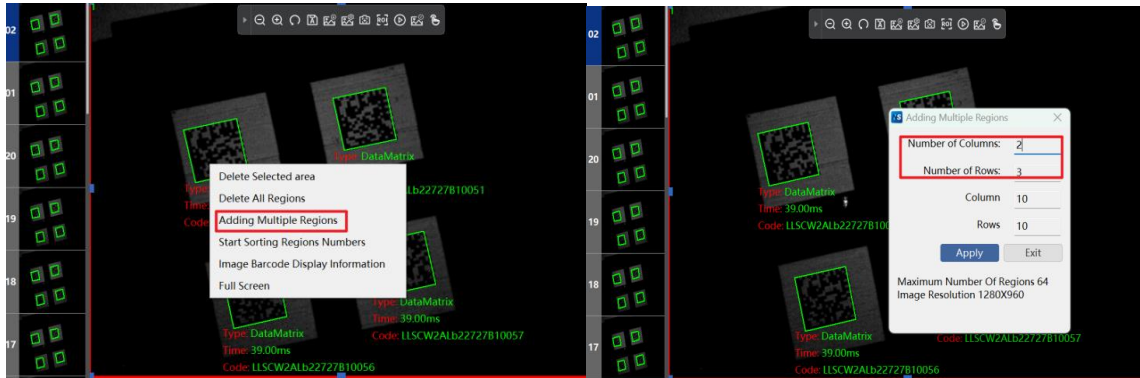 02
01
20
19
18
17
Type: DataMatrix
LLb22727B10051
Type
Time
Code
Delete Selected area
Delete All Regions
Adding Multiple Regions
Start Sorting Regions Numbers
Image Barcode Display Information
Full Screen
Type: DataMatrix
Time: 39.00ms
Code: LLSCW2ALb22727B10057
Type: DataMatrix
Time: 39.00ms
Code: LLSCW2ALb22727B10056
02
01
20
19
18
17
Type: DataMatrix
Time: 39.00ms
Code: LLSCW2ALb22727B100
Adding Multiple Regions
Number of Columns: 2
Number of Rows: 3
Column 10
Rows 10
Apply Exit
Maximum Number Of Regions 64
Image Resolution 1280X960
Type: DataMatrix
Time: 39.00ms
Code: LLSCW2ALb22727B10056
B10057